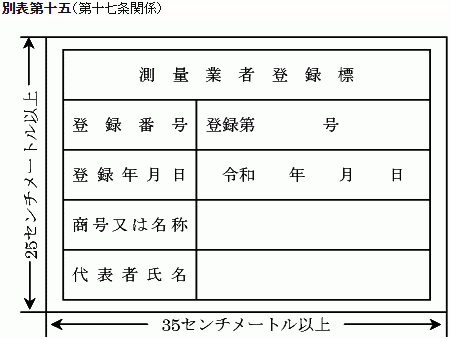 別表第十五(第十七条関係)
測量業者登録標
登録番号 登録第 号
登録年月日 令和 年 月 日
商号又は名称
代表者氏名
25センチメートル以上
35センチメートル以上